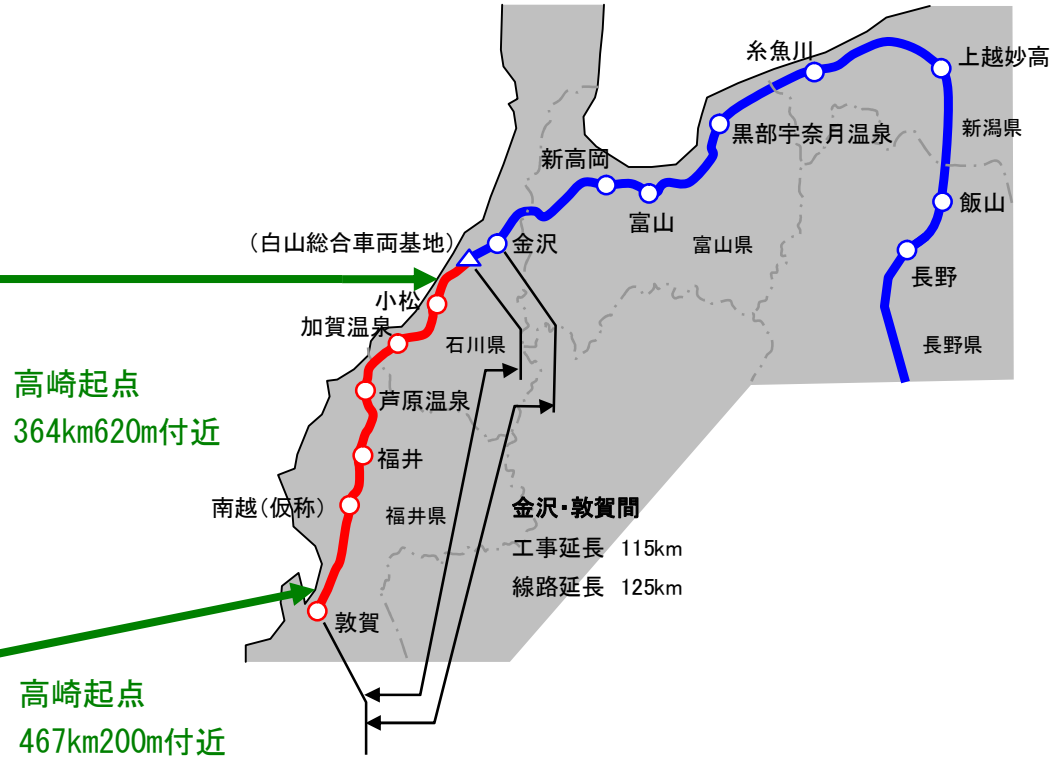 糸魚川
上越妙高
黒部宇奈月温泉
新潟県
新高岡
富山
飯山
(白山総合車両基地)
金沢
富山県
長野
小松
加賀温泉
石川県
長野県
高崎起点
364km620m付近
芦原温泉
福井
南越(仮称)
福井県
金沢・敦賀間
工事延長 115km
線路延長 125km
敦賀
高崎起点
467km200m付近